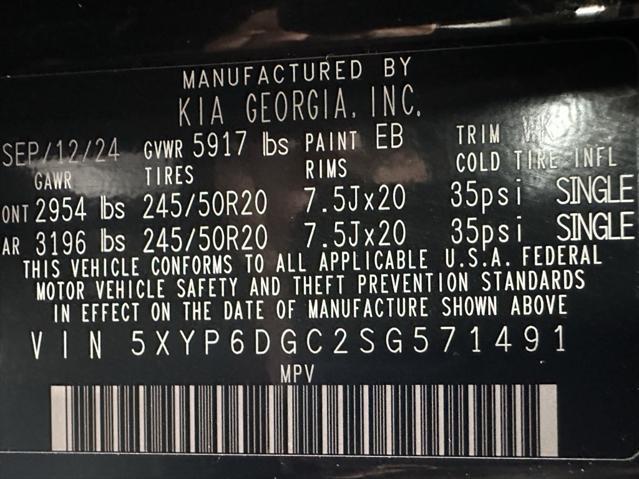 MANUFACTURED BY
KIA GEORGIA, INC.
SEP/12/24 GVWR 5917 lbs PAINT EB TRIM
GAWR TIRES RIMS COLD TIRE INFL
ONT 2954 lbs 245/50R20 7.5Jx20 35psi SINGLE
AR 3196 lbs 245/50R20 7.5Jx20 35psi SINGLE
THIS VEHICLE CONFORMS TO ALL APPLICABLE U.S.A. FEDERAL
MOTOR VEHICLE SAFETY AND THEFT PREVENTION STANDARDS
IN EFFECT ON THE DATE OF MANUFACTURE SHOWN ABOVE
VIN 5XYP6DGC2SG571491
MPV